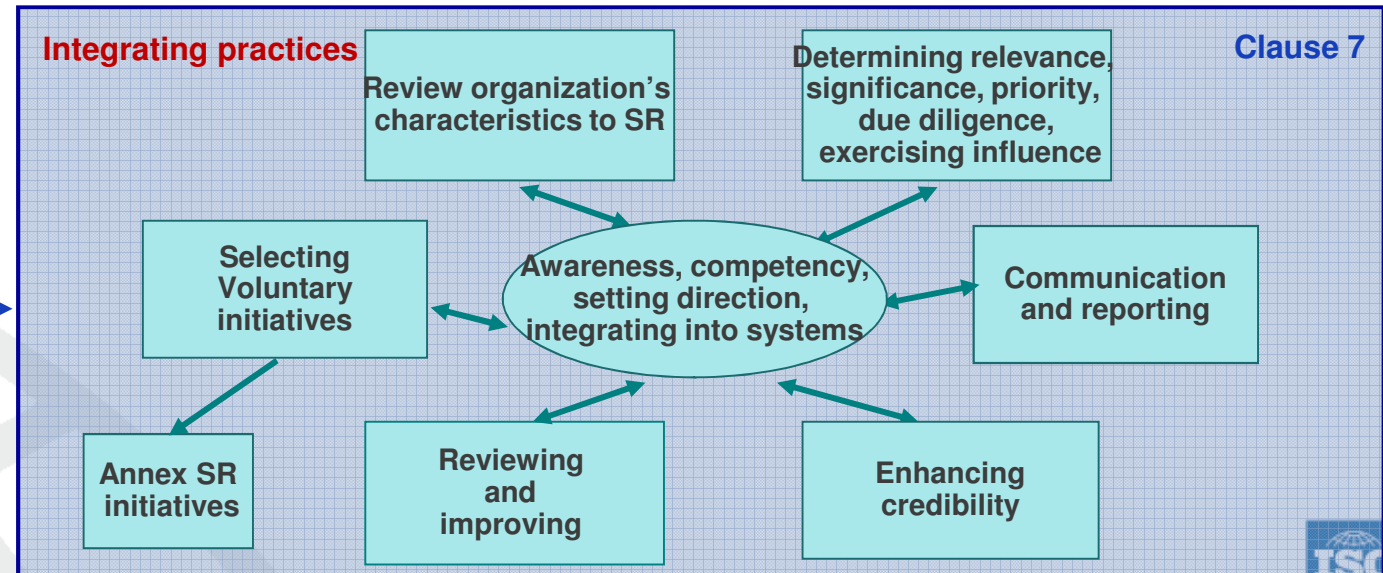 Integrating practices
Clause 7
Review organization's
characteristics to SR
Determining relevance,
significance, priority,
due diligence,
exercising influence
Selecting
Voluntary
initiatives
Awareness, competency,
setting direction,
integrating into systems
Communication
and reporting
Annex SR
initiatives
Reviewing
and
improving
Enhancing
credibility
ISO